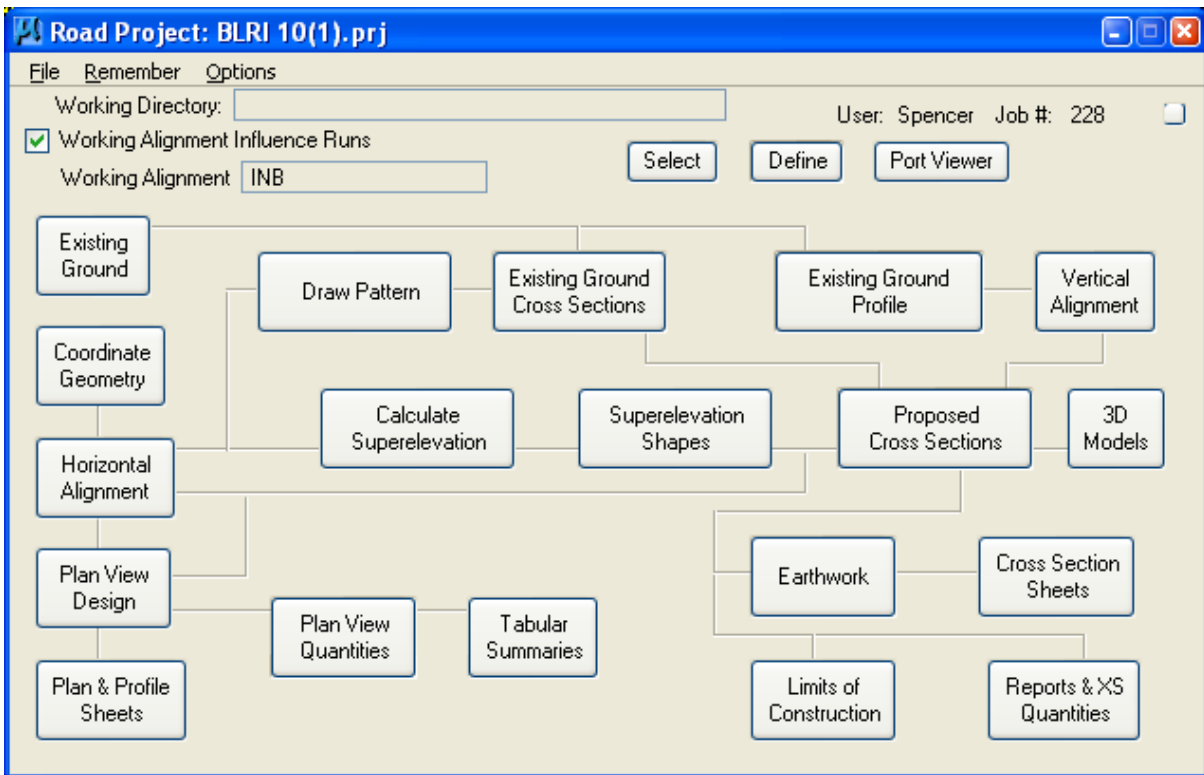 Road Project: BLRI 10(1).prj
File Remember Options
Working Directory:
User: Spencer Job #: 228
Working Alignment Influence Runs
Working Alignment INB
Select
Define
Port Viewer
Existing
Ground
Draw Pattern
Existing Ground
Cross Sections
Existing Ground
Profile
Vertical
Alignment
Coordinate
Geometry
Calculate
Superelevation
Superelevation
Shapes
Proposed
Cross Sections
3D
Models
Horizontal
Alignment
Plan View
Design
Earthwork
Cross Section
Sheets
Plan View
Quantities
Tabular
Summaries
Plan & Profile
Sheets
Limits of
Construction
Reports & XS
Quantities